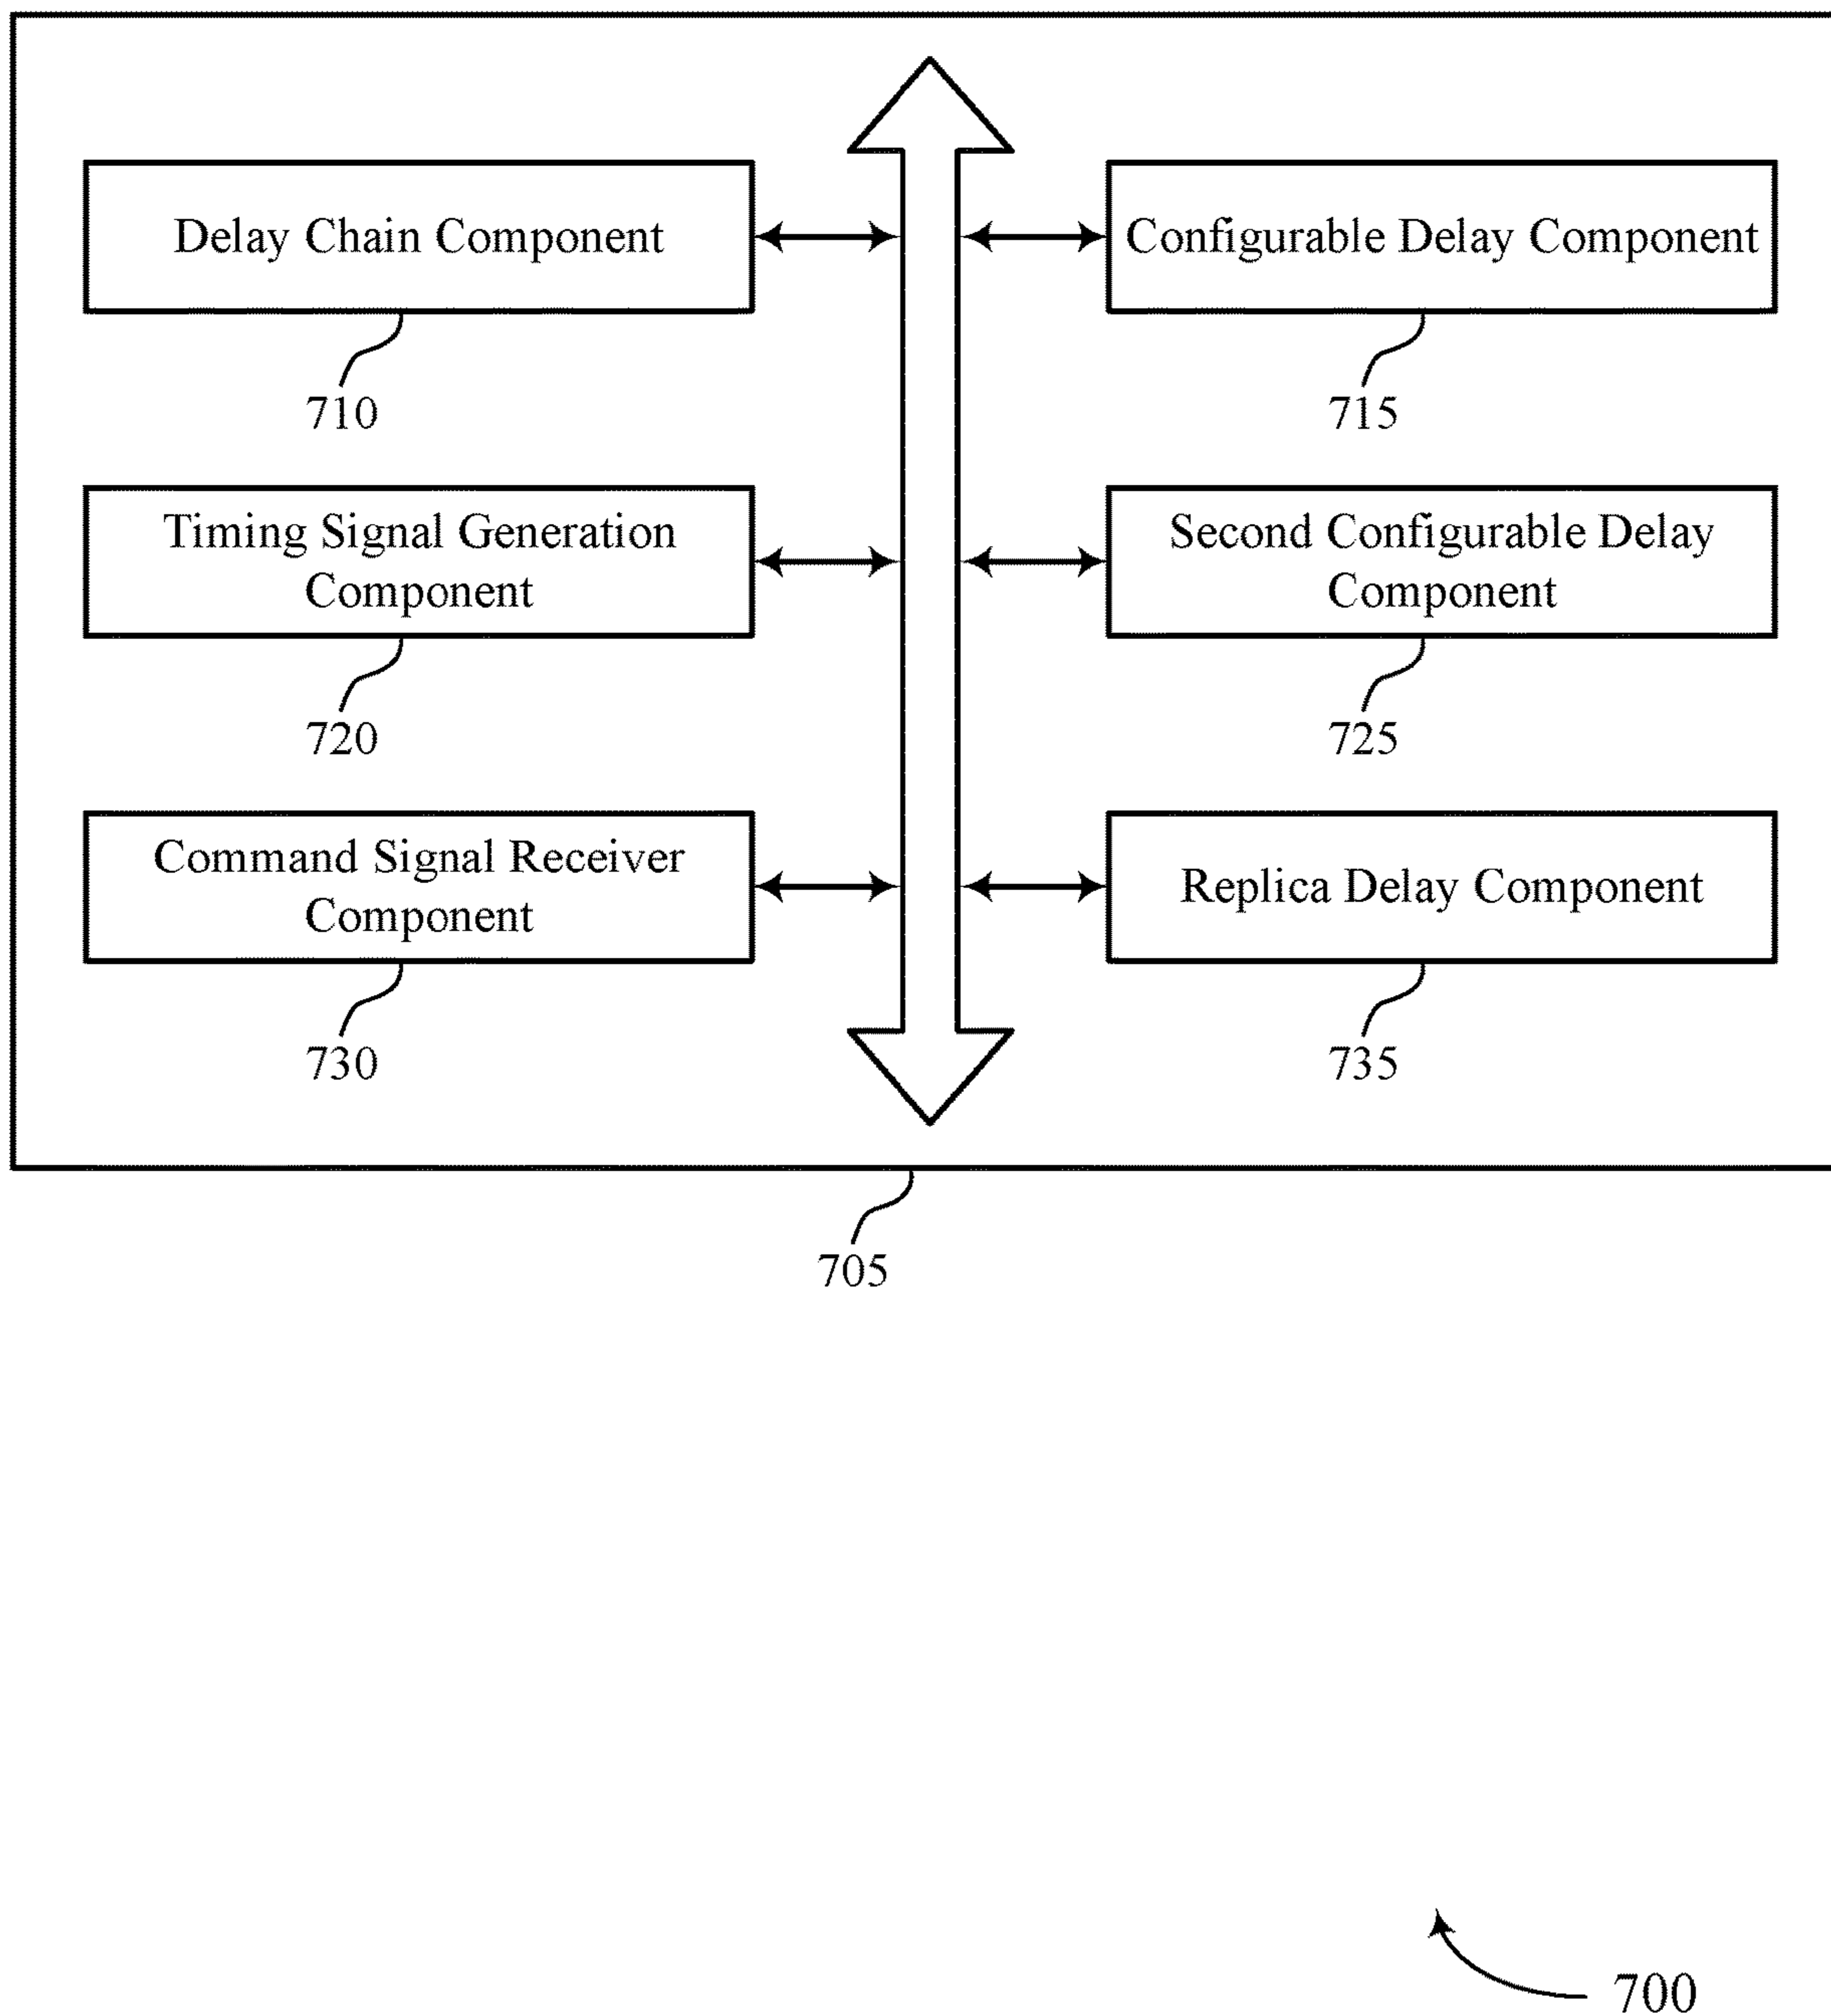 Delay Chain Component
Configurable Delay Component
710
715
Timing Signal Generation
Component
Second Configurable Delay
Component
720
725
Command Signal Receiver
Component
Replica Delay Component
730
735
705
700